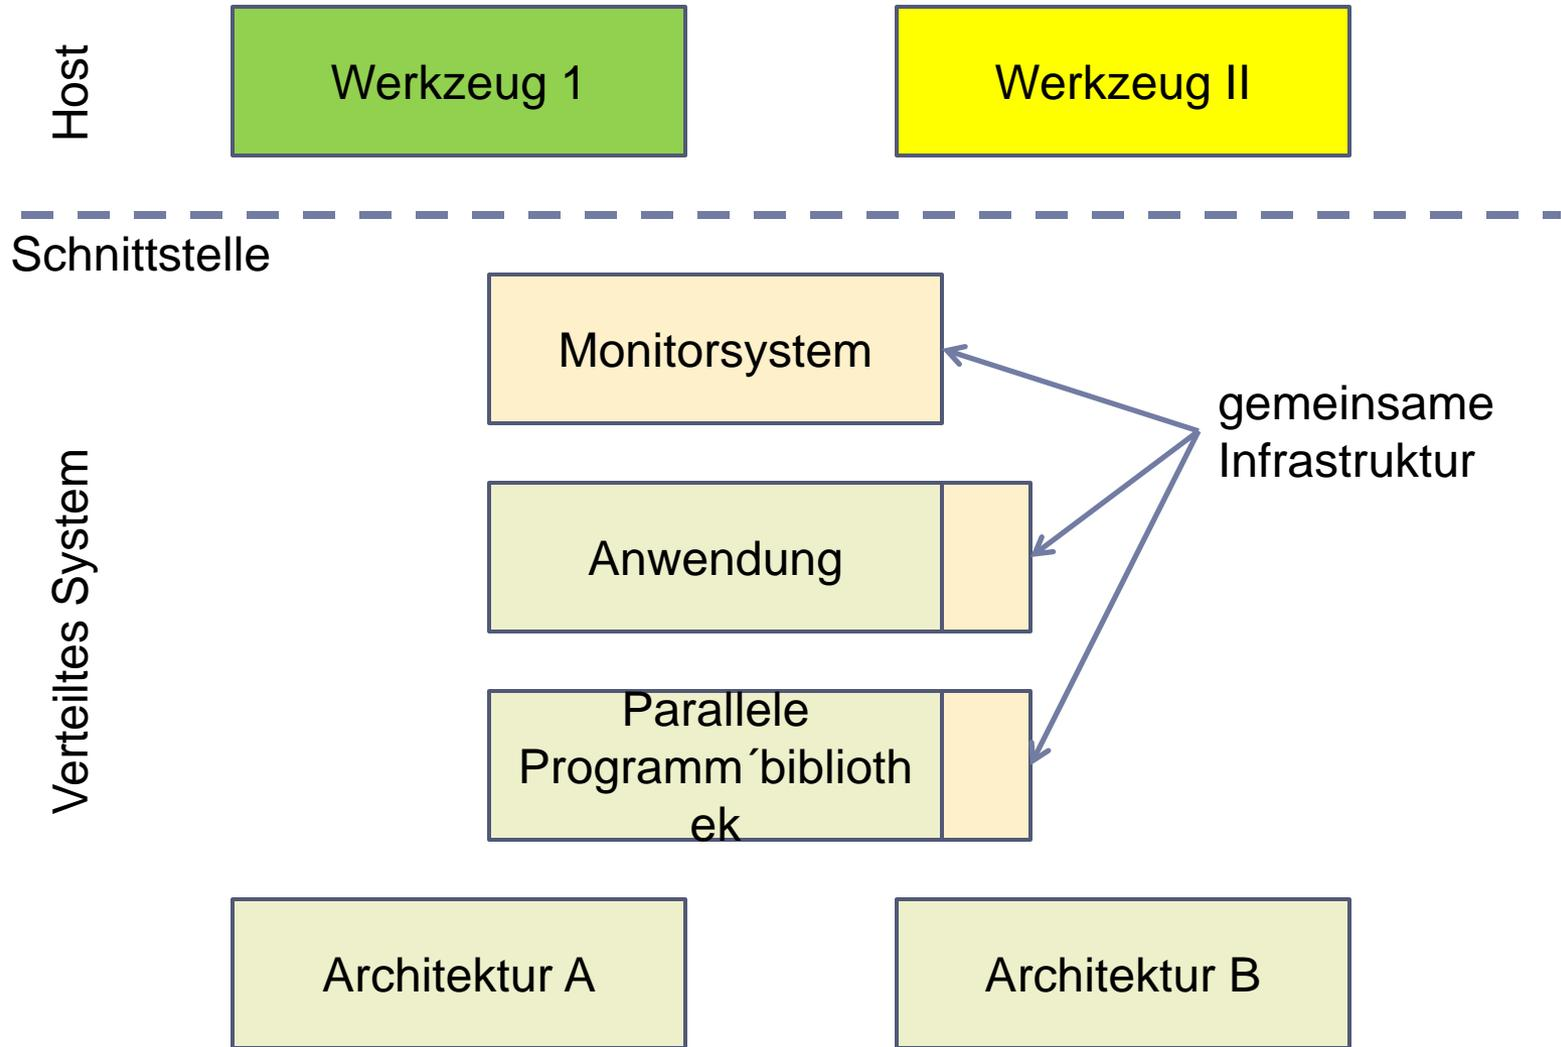 Host
Werkzeug 1
Werkzeug II
Schnittstelle
Monitorsystem
gemeinsame
Infrastruktur
Verteiltes System
Anwendung
Parallele
Programm´biblioth
ek
Architektur A
Architektur B